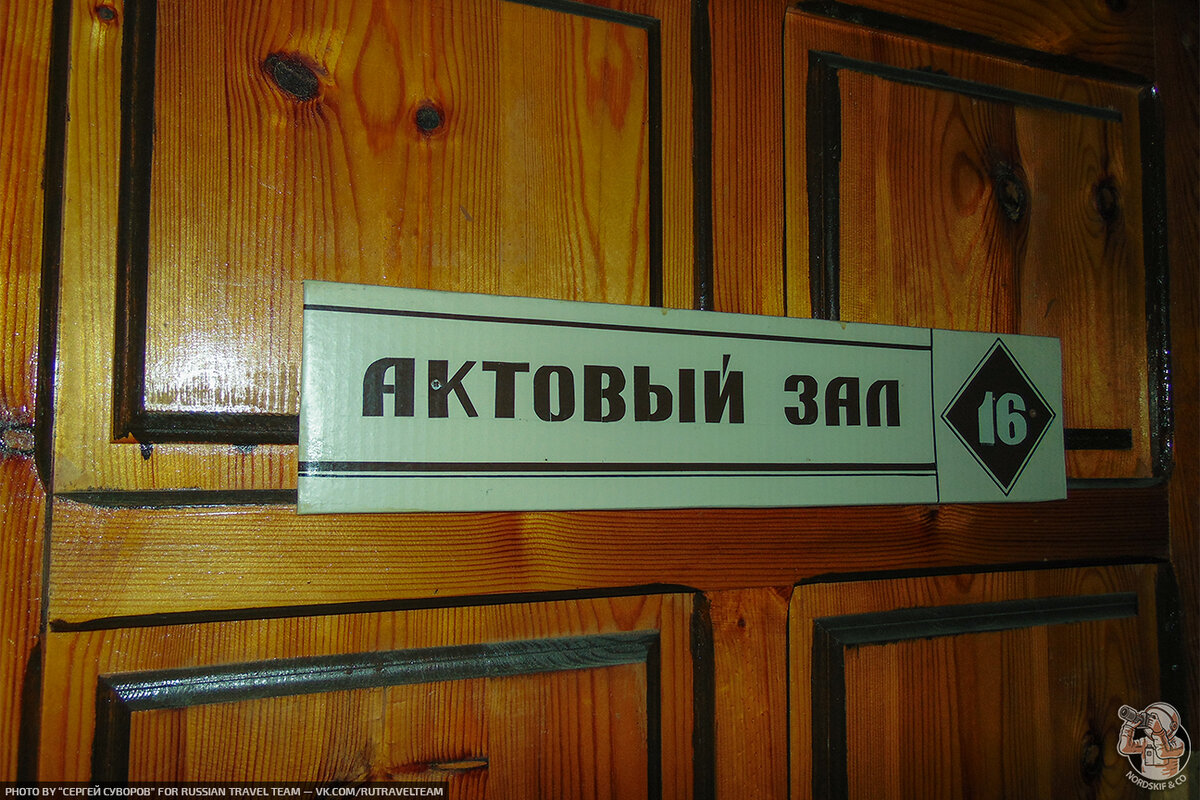 АКТОВЫЙ ЗАЛ
16
PHOTO BY "СЕРГЕЙ СУВОРОВ" FOR RUSSIAN TRAVEL TEAM — VK.COM/RUTRAVELTEAM
NORDSKIF & CO